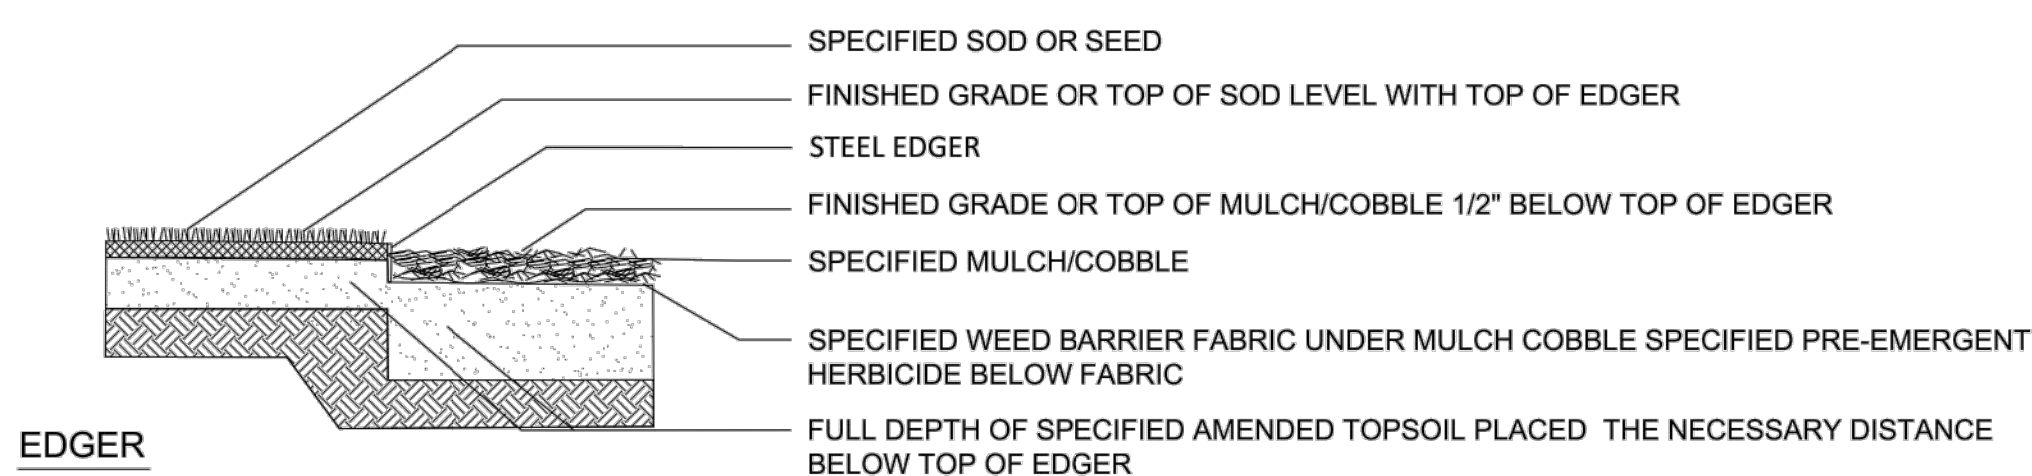 SPECIFIED SOD OR SEED
FINISHED GRADE OR TOP OF SOD LEVEL WITH TOP OF EDGER
STEEL EDGER
FINISHED GRADE OR TOP OF MULCH/COBBLE 1/2" BELOW TOP OF EDGER
SPECIFIED MULCH/COBBLE
SPECIFIED WEED BARRIER FABRIC UNDER MULCH COBBLE SPECIFIED PRE-EMERGENT
HERBICIDE BELOW FABRIC
FULL DEPTH OF SPECIFIED AMENDED TOPSOIL PLACED  THE NECESSARY DISTANCE
BELOW TOP OF EDGER
EDGER